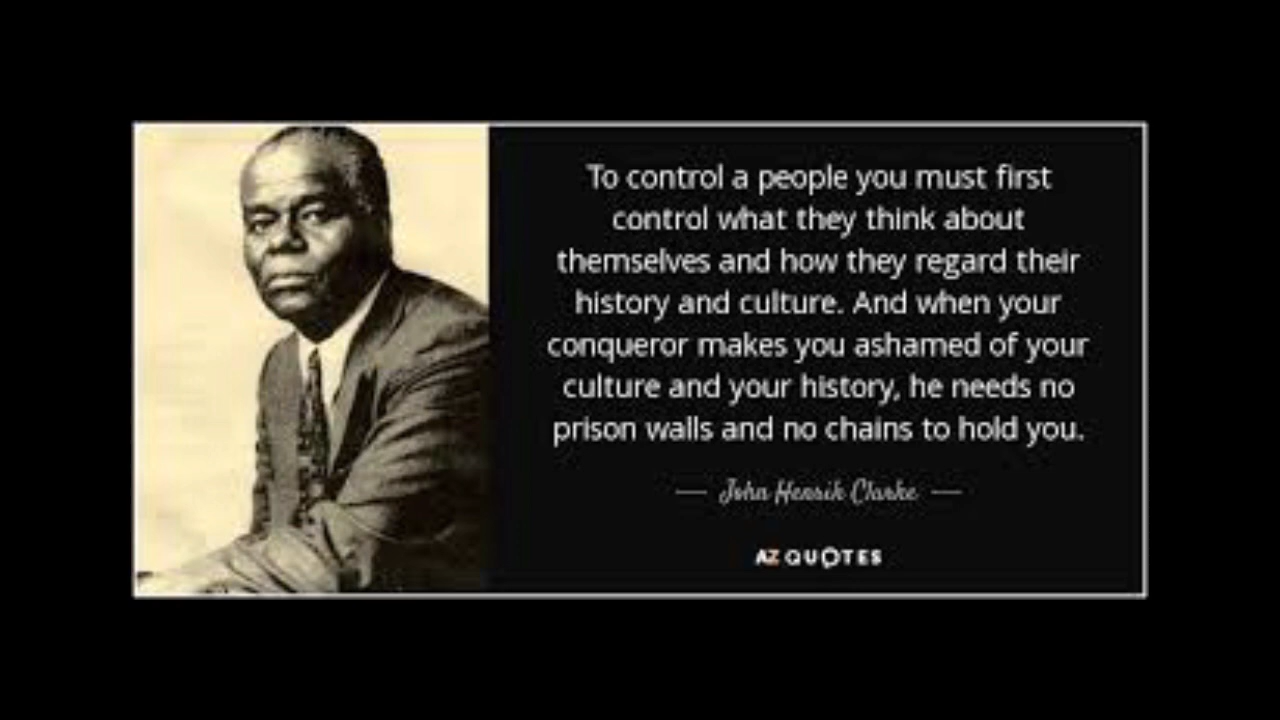 To control a people you must first
control what they think about
themselves and how they regard their
history and culture. And when your
conqueror makes you ashamed of your
culture and your history, he needs no
prison walls and no chains to hold you.
— John Henrik Clarke —
AZ QUOTES